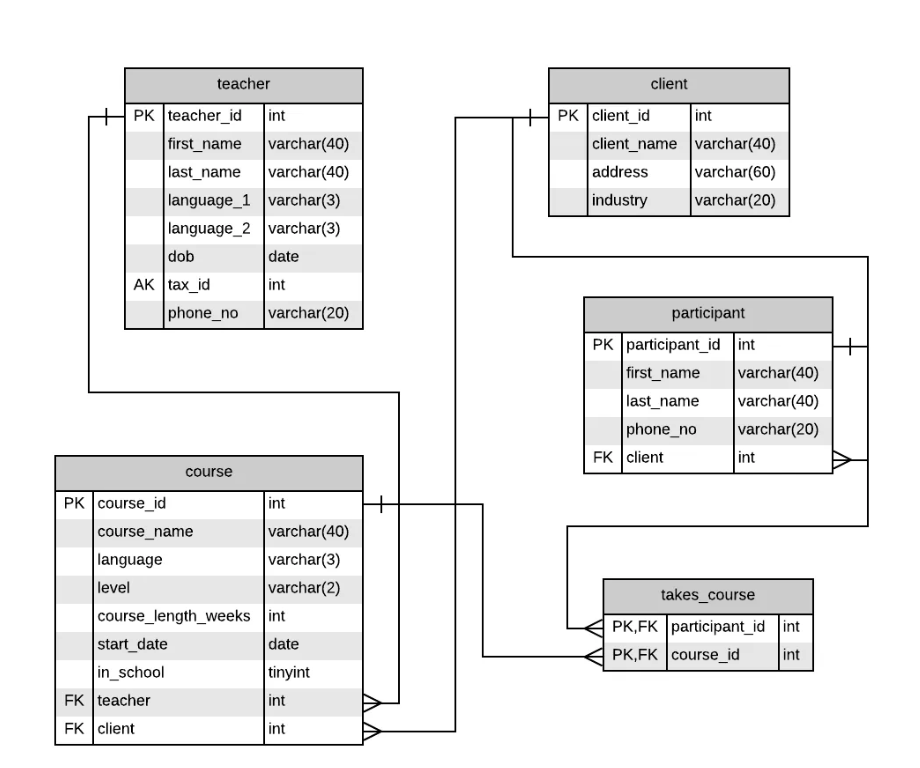 teacher
PK teacher_id int
first_name varchar(40)
last_name varchar(40)
language_1 varchar(3)
language_2 varchar(3)
dob date
AK tax_id int
phone_no varchar(20)
client
PK client_id int
client_name varchar(40)
address varchar(60)
industry varchar(20)
participant
PK participant_id int
first_name varchar(40)
last_name varchar(40)
phone_no varchar(20)
FK client int
course
PK course_id int
course_name varchar(40)
language varchar(3)
level varchar(2)
course_length_weeks int
start_date date
in_school tinyint
FK teacher int
FK client int
takes_course
PK,FK participant_id int
PK,FK course_id int